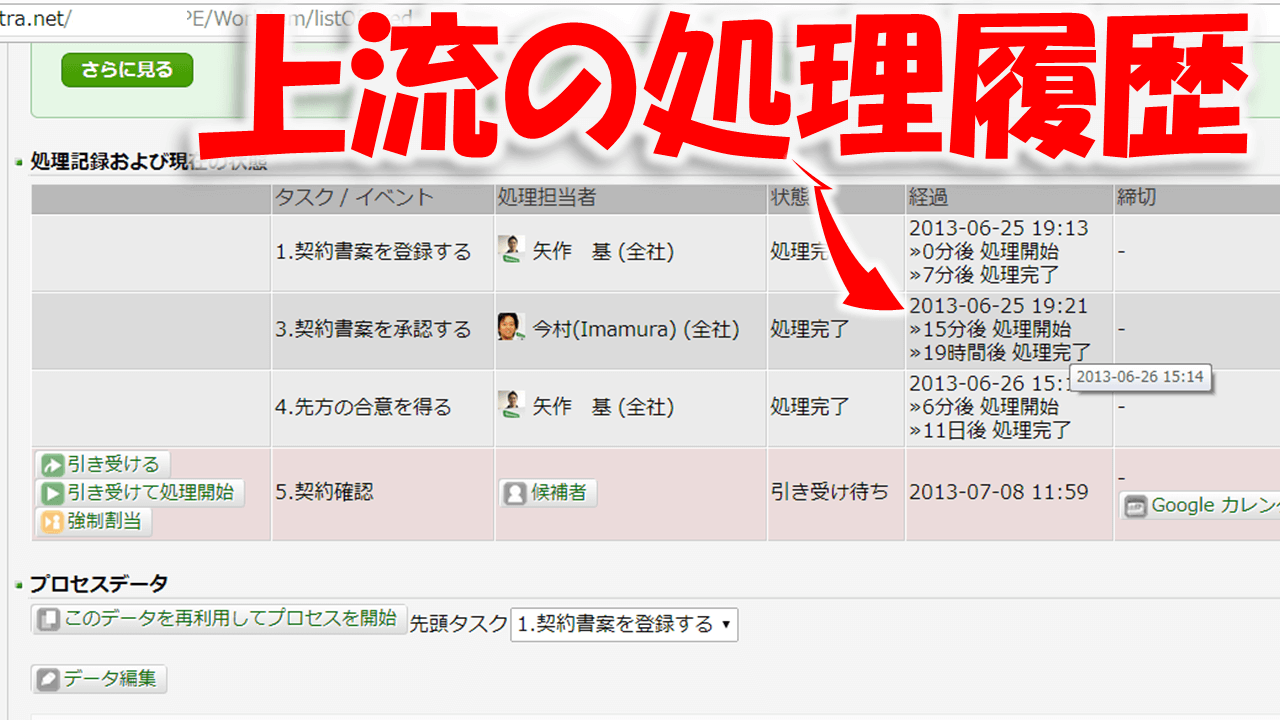 tra.net/ PE/Workfl
上流の処理履歴
さらに見る
処理記録および現在の状態
タスク / イベント 処理担当者 状態 経過 締切
1.契約書案を登録する 矢作 基 (全社) 処理完 2013-06-25 19:13 -
»0分後 処理開始
»7分後 処理完了
3.契約書案を承認する 今村(Imamura) (全社) 処理完了 2013-06-25 19:21 -
»15分後 処理開始
»19時間後 処理完了
2013-06-26 15:14
4.先方の合意を得る 矢作 基 (全社) 処理完了 2013-06-26 15: -
»6分後 処理開始
»11日後 処理完了
引き受ける
引き受けて処理開始
強制割当
5.契約確認 候補者 引き受け待ち 2013-07-08 11:59 -
Google カレン
プロセスデータ
このデータを再利用してプロセスを開始 先頭タスク 1.契約書案を登録する
データ編集